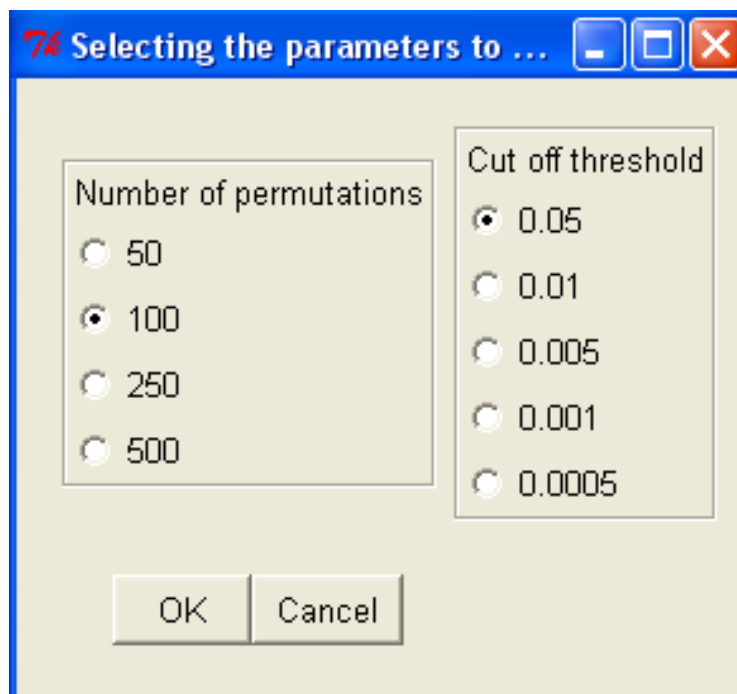 Selecting the parameters to ...
Number of permutations
50
100
250
500
Cut off threshold
0.05
0.01
0.005
0.001
0.0005
OK
Cancel